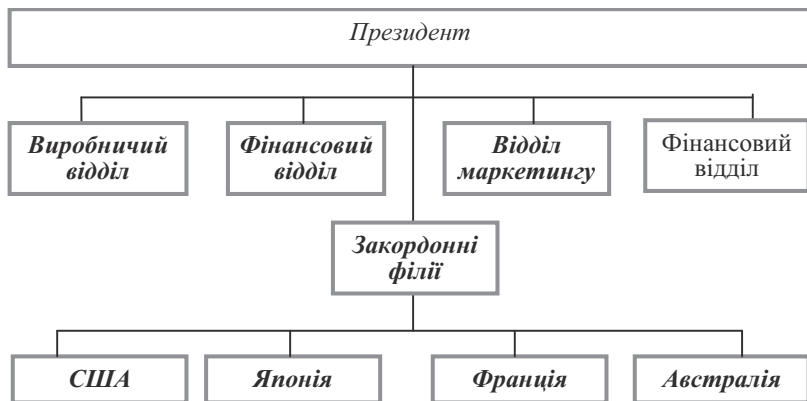 Президент
Виробничий
відділ
Фінансовий
відділ
Відділ
маркетингу
Фінансовий
відділ
Закордонні
філії
США
Японія
Франція
Австралія